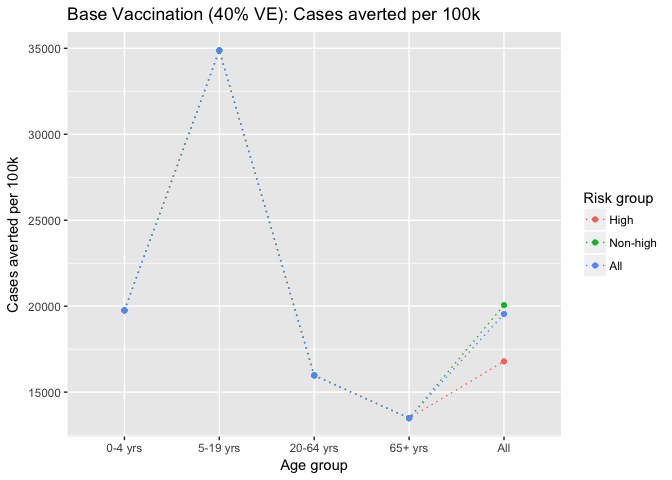 Base Vaccination (40% VE): Cases averted per 100k
35000
30000
25000
20000
15000
Cases averted per 100k
0-4 yrs
5-19 yrs
20-64 yrs
65+ yrs
All
Age group
Risk group
High
Non-high
All